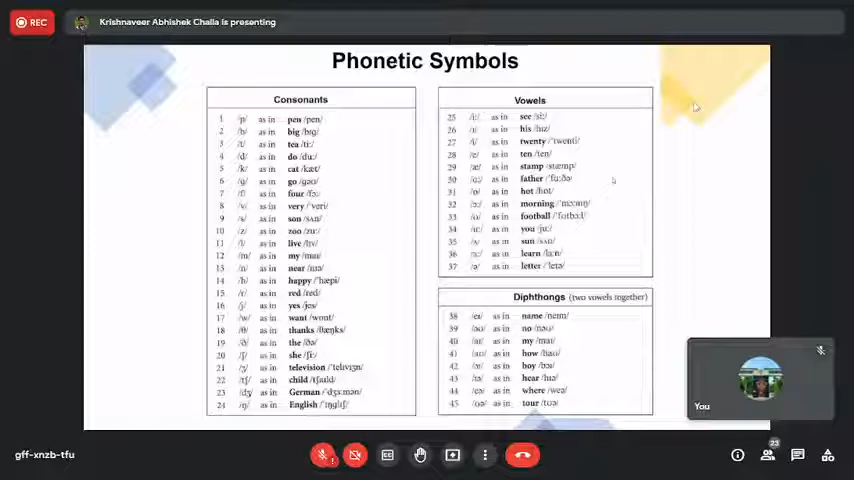 REC
Krishnaveer Abhishek Challa is presenting
Phonetic Symbols
Consonants
1 /p/ as in pen /pen/
2 /b/ as in big /bɪg/
3 /t/ as in tea /tiː/
4 /d/ as in do /duː/
5 /k/ as in cat /kæt/
6 /g/ as in go /gəʊ/
7 /f/ as in four /fɔː/
8 /v/ as in very /ˈveri/
9 /s/ as in son /sʌn/
10 /z/ as in zoo /zuː/
11 /l/ as in live /lɪv/
12 /m/ as in my /maɪ/
13 /n/ as in near /nɪə/
14 /h/ as in happy /ˈhæpi/
15 /r/ as in red /red/
16 /j/ as in yes /jes/
17 /w/ as in want /wɒnt/
18 /θ/ as in thanks /θæŋks/
19 /ð/ as in the /ðə/
20 /ʃ/ as in she /ʃiː/
21 /ʒ/ as in television /ˈtelɪvɪʒn/
22 /tʃ/ as in child /tʃaɪld/
23 /dʒ/ as in German /ˈdʒɜːmən/
24 /ŋ/ as in English /ˈɪŋglɪʃ/
Vowels
25 /iː/ as in see /siː/
26 /ɪ/ as in his /hɪz/
27 /i/ as in twenty /ˈtwenti/
28 /e/ as in ten /ten/
29 /æ/ as in stamp /stæmp/
30 /ɑː/ as in father /ˈfɑːðə/
31 /ɒ/ as in hot /hɒt/
32 /ɔː/ as in morning /ˈmɔːnɪŋ/
33 /ʊ/ as in football /ˈfʊtbɔːl/
34 /uː/ as in you /juː/
35 /ʌ/ as in sun /sʌn/
36 /ɜː/ as in learn /lɜːn/
37 /ə/ as in letter /ˈletə/
Diphthongs (two vowels together)
38 /eɪ/ as in name /neɪm/
39 /əʊ/ as in no /nəʊ/
40 /aɪ/ as in my /maɪ/
41 /aʊ/ as in how /haʊ/
42 /ɔɪ/ as in boy /bɔɪ/
43 /ɪə/ as in hear /hɪə/
44 /eə/ as in where /weə/
45 /ʊə/ as in tour /tʊə/
You
gff-xnzb-tfu
23